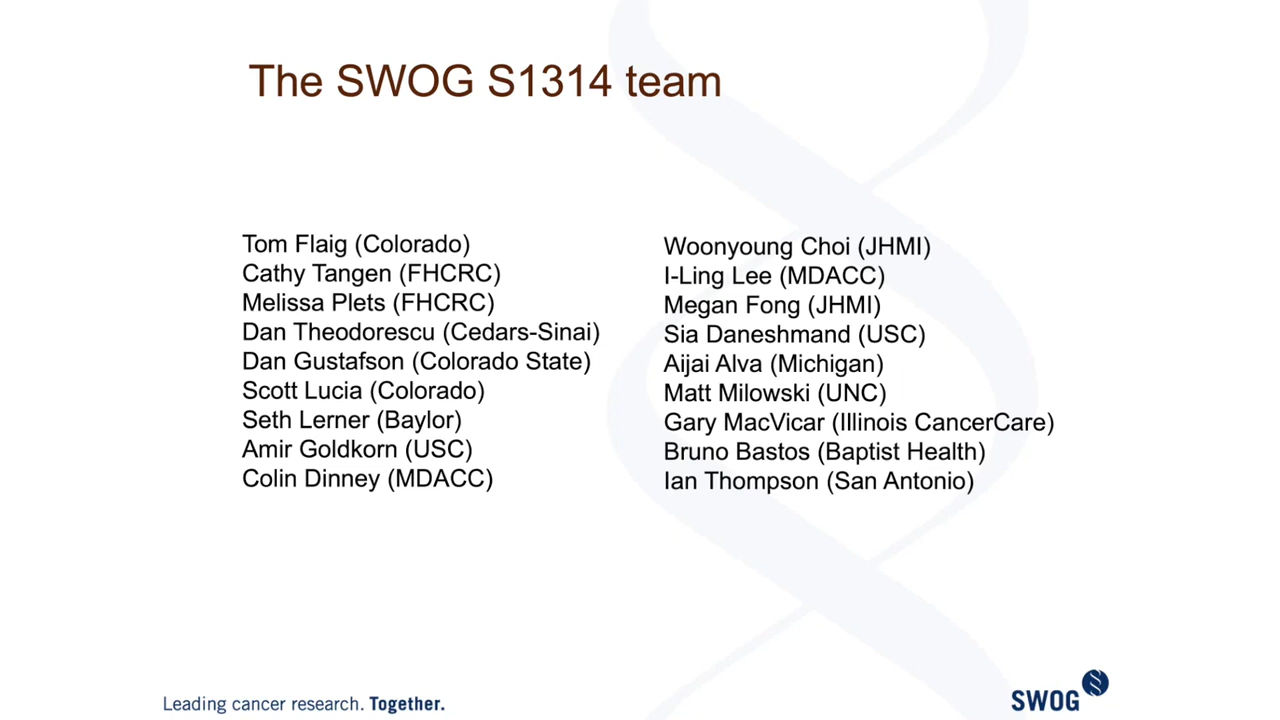 The SWOG S1314 team
Tom Flaig (Colorado)
Cathy Tangen (FHCRC)
Melissa Plets (FHCRC)
Dan Theodorescu (Cedars-Sinai)
Dan Gustafson (Colorado State)
Scott Lucia (Colorado)
Seth Lerner (Baylor)
Amir Goldkorn (USC)
Colin Dinney (MDACC)
Woonyoung Choi (JHMI)
I-Ling Lee (MDACC)
Megan Fong (JHMI)
Sia Daneshmand (USC)
Aijai Alva (Michigan)
Matt Milowski (UNC)
Gary MacVicar (Illinois CancerCare)
Bruno Bastos (Baptist Health)
Ian Thompson (San Antonio)
Leading cancer research. Together.
SWOG